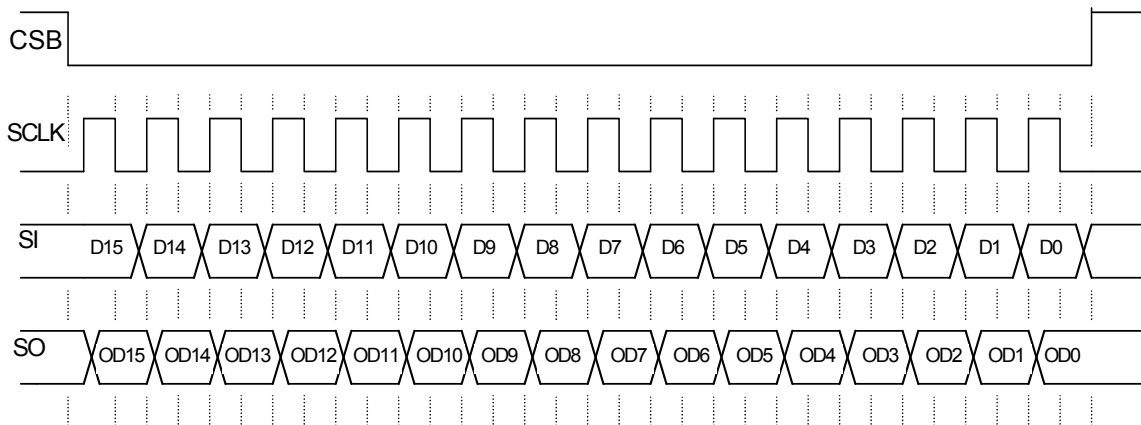 CSB
SCLK
SI D15 D14 D13 D12 D11 D10 D9 D8 D7 D6 D5 D4 D3 D2 D1 D0
SO OD15 OD14 OD13 OD12 OD11 OD10 OD9 OD8 OD7 OD6 OD5 OD4 OD3 OD2 OD1 OD0